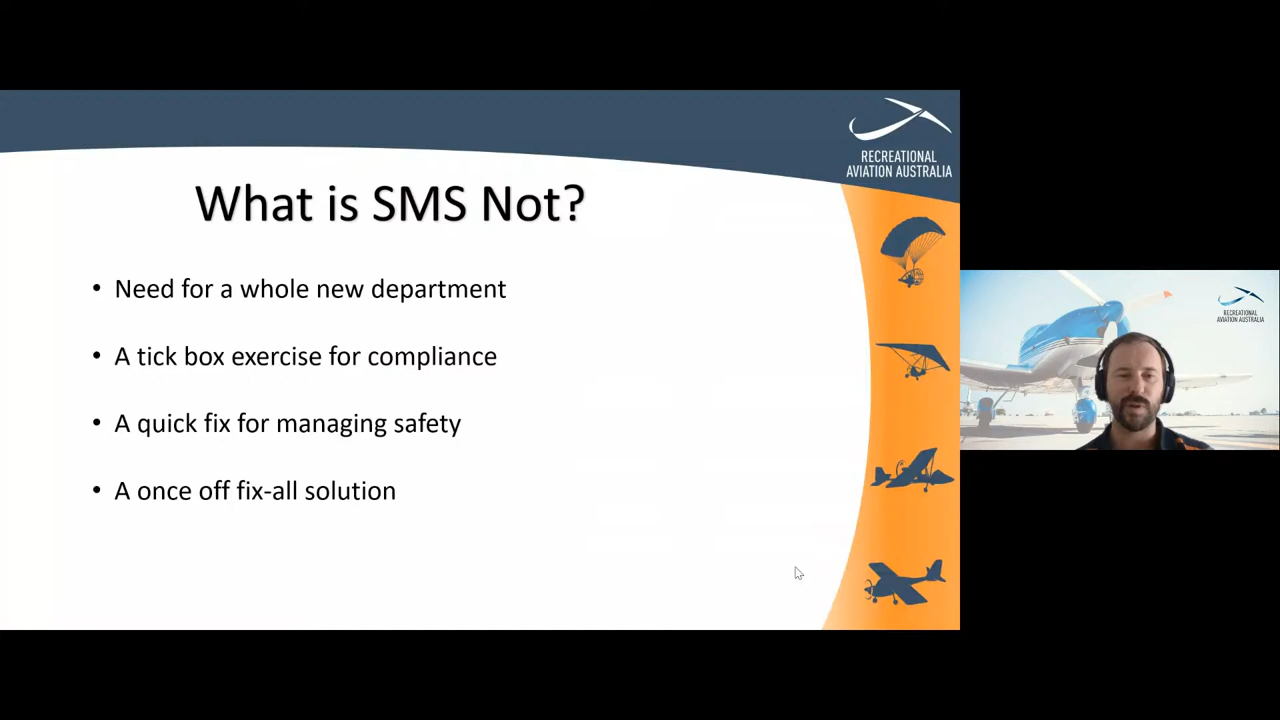 RECREATIONAL
AVIATION AUSTRALIA
What is SMS Not?
• Need for a whole new department
• A tick box exercise for compliance
• A quick fix for managing safety
• A once off fix-all solution
RECREATIONAL
AVIATION AUSTRALIA